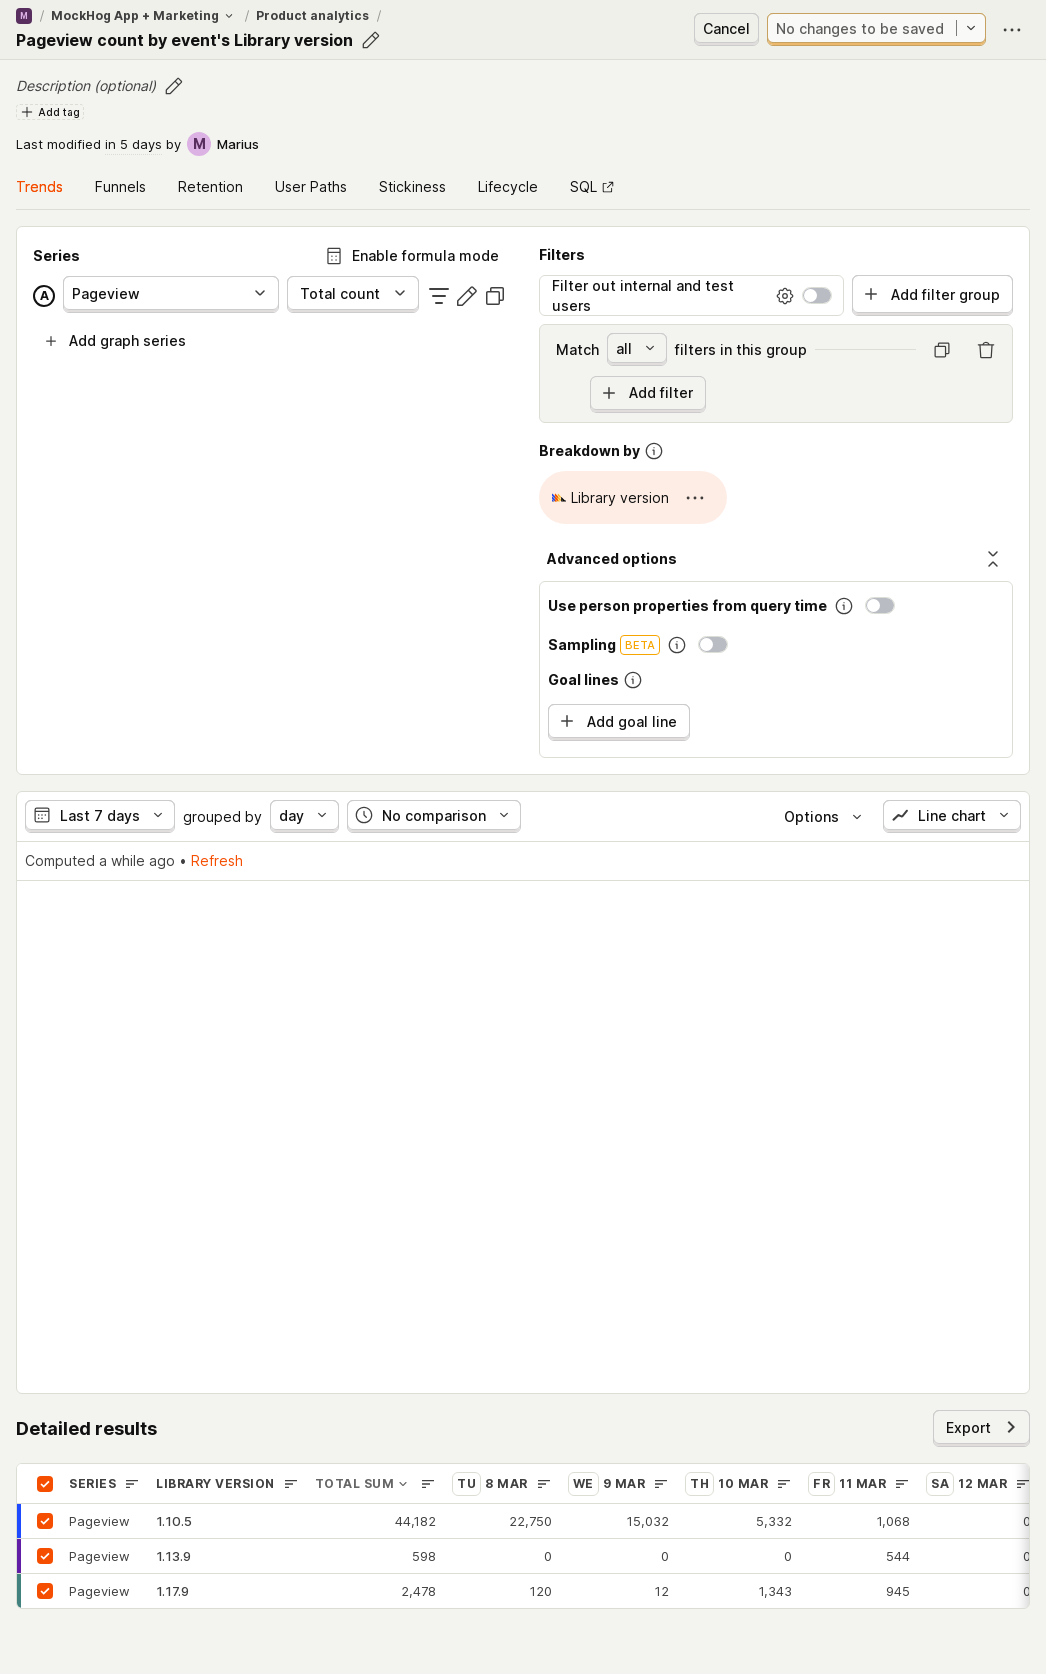 M / MockHog App + Marketing / Product analytics /
Pageview count by event's Library version
Cancel
No changes to be saved
Description (optional)
Add tag
Last modified in 5 days by M Marius
Trends
Funnels
Retention
User Paths
Stickiness
Lifecycle
SQL
Series
Enable formula mode
A
Pageview
Total count
Add graph series
Filters
Filter out internal and test
users
Add filter group
Match all filters in this group
Add filter
Breakdown by
Library version
Advanced options
Use person properties from query time
Sampling BETA
Goal lines
Add goal line
Last 7 days grouped by day No comparison
Options
Line chart
Computed a while ago • Refresh
Detailed results
Export
SERIES LIBRARY VERSION TOTAL SUM TU 8 MAR WE 9 MAR TH 10 MAR FR 11 MAR SA 12 MAR
Pageview 1.10.5 44,182 22,750 15,032 5,332 1,068 0
Pageview 1.13.9 598 0 0 0 544 0
Pageview 1.17.9 2,478 120 12 1,343 945 0